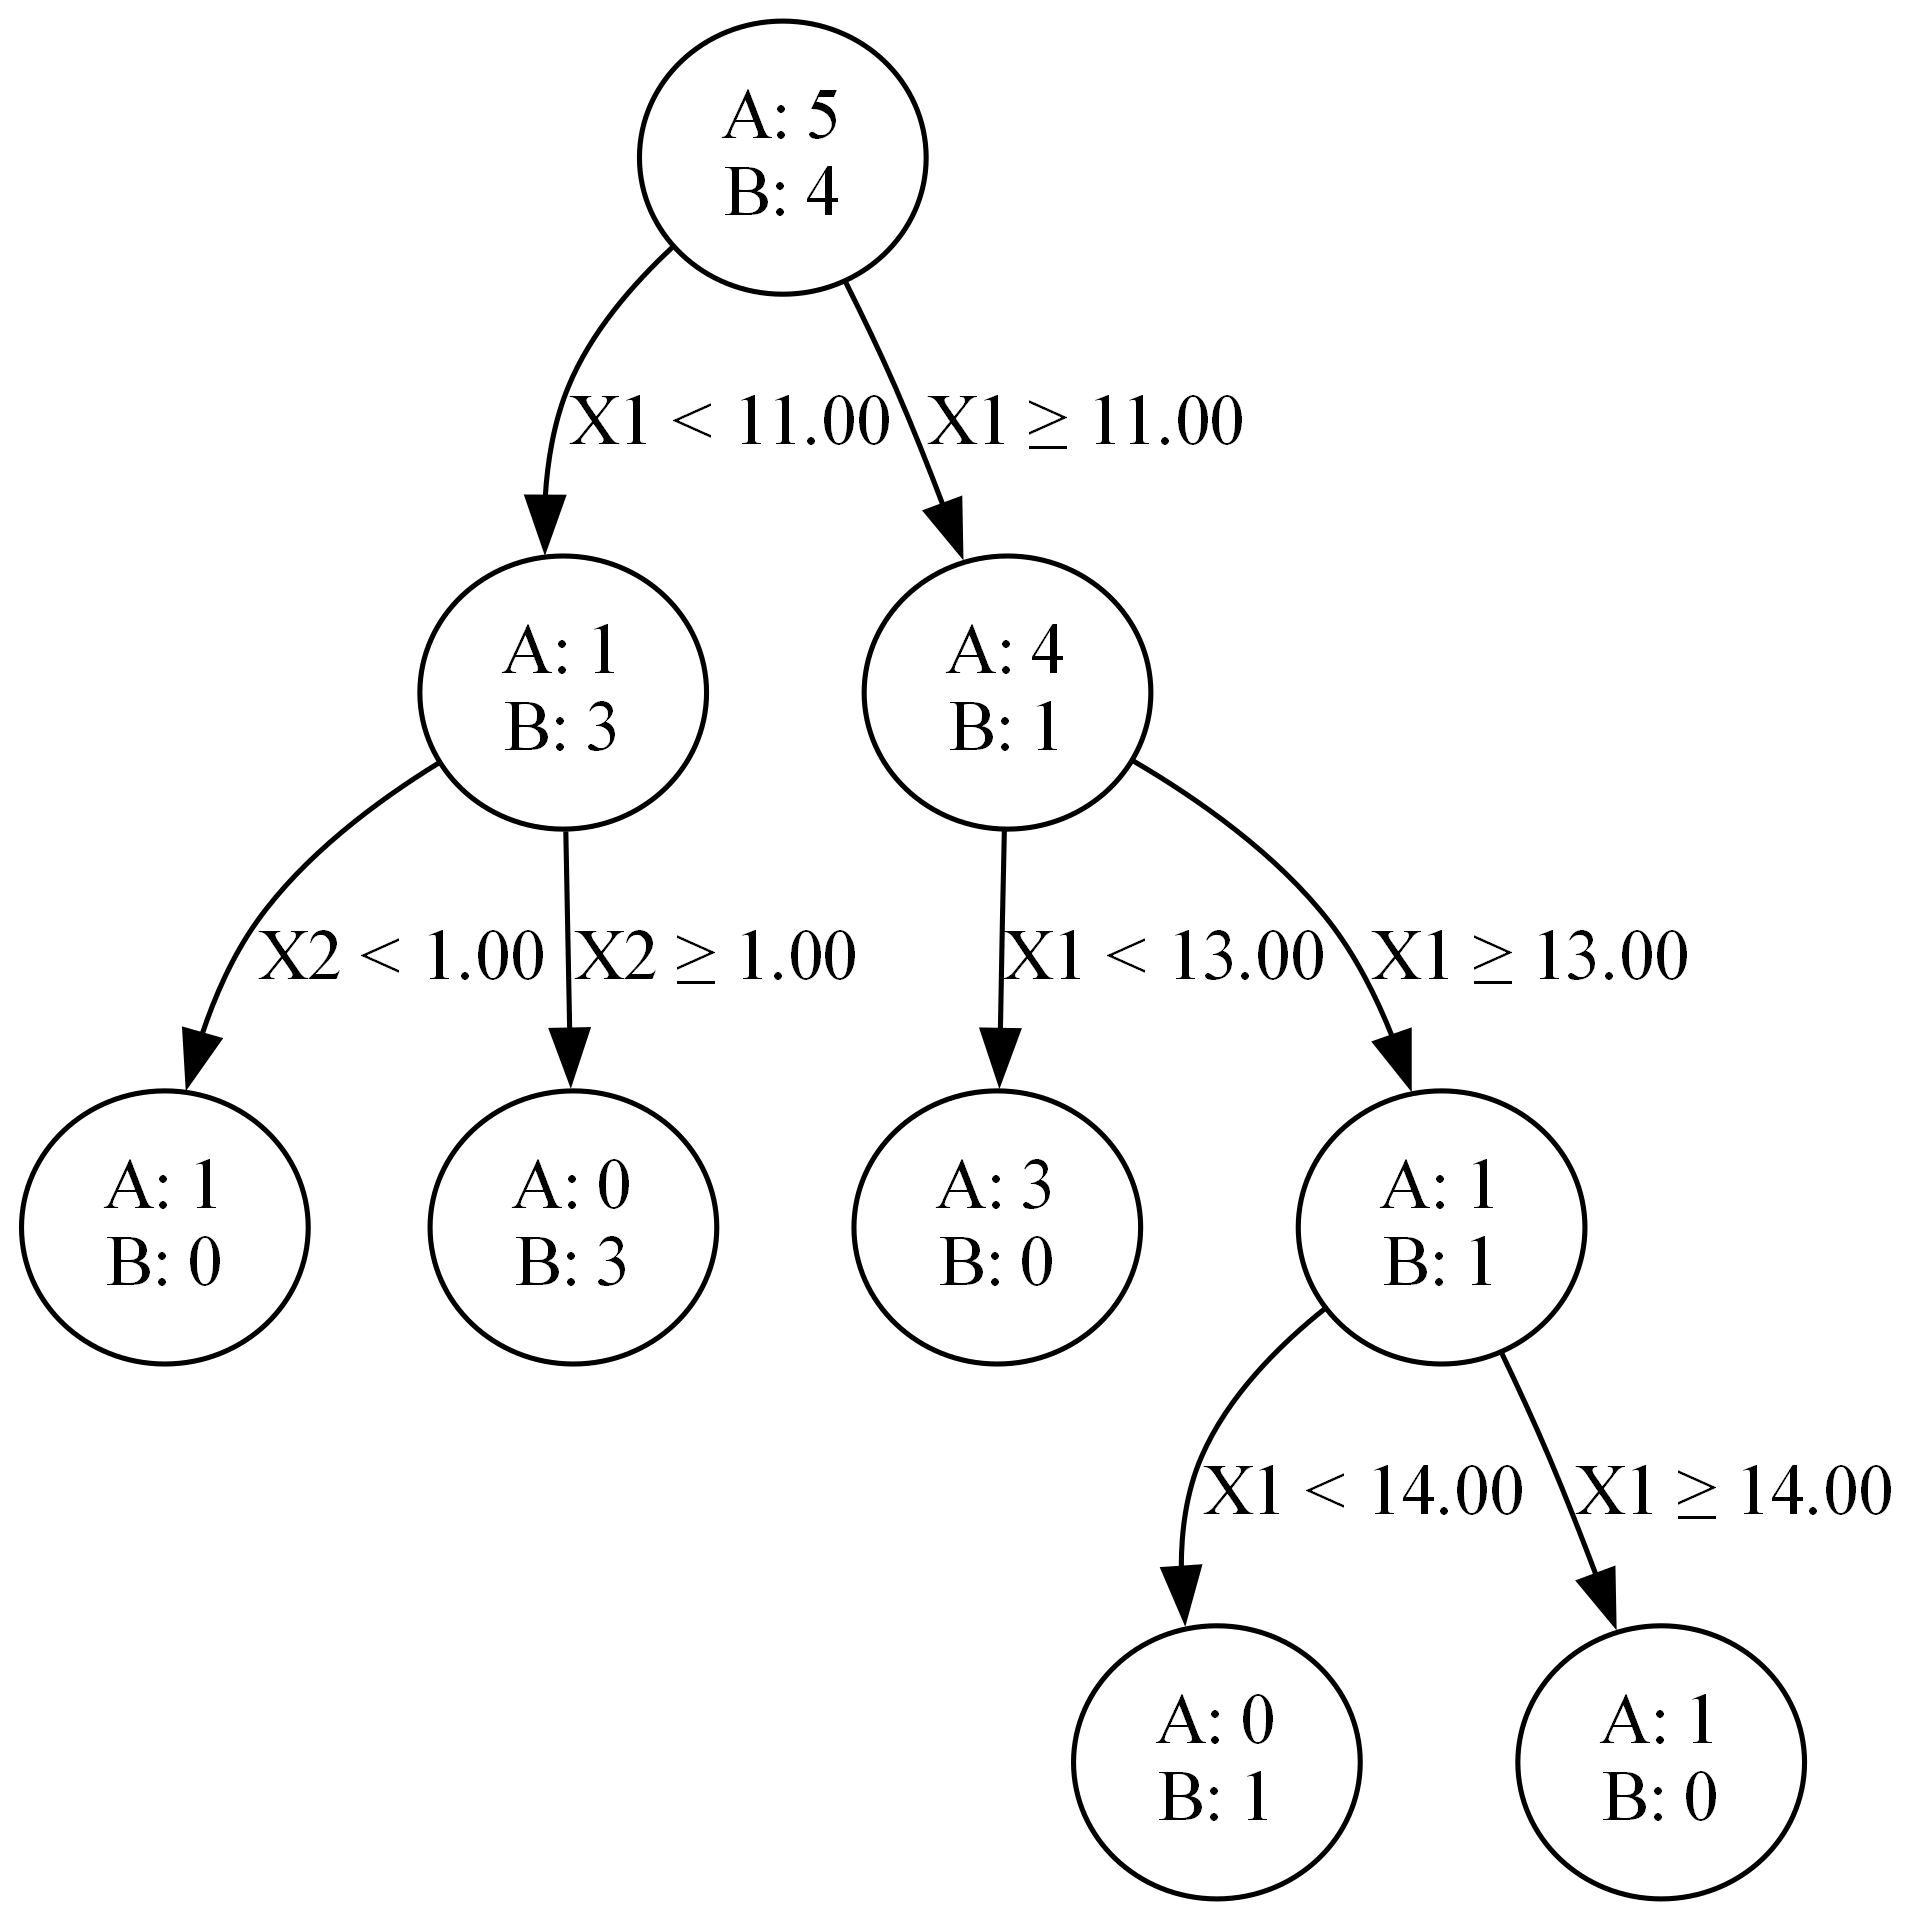 A: 5
B: 4
X1 < 11.00
X1 ≥ 11.00
A: 1
B: 3
A: 4
B: 1
X2 < 1.00
X2 ≥ 1.00
X1 < 13.00
X1 ≥ 13.00
A: 1
B: 0
A: 0
B: 3
A: 3
B: 0
A: 1
B: 1
X1 < 14.00
X1 ≥ 14.00
A: 0
B: 1
A: 1
B: 0